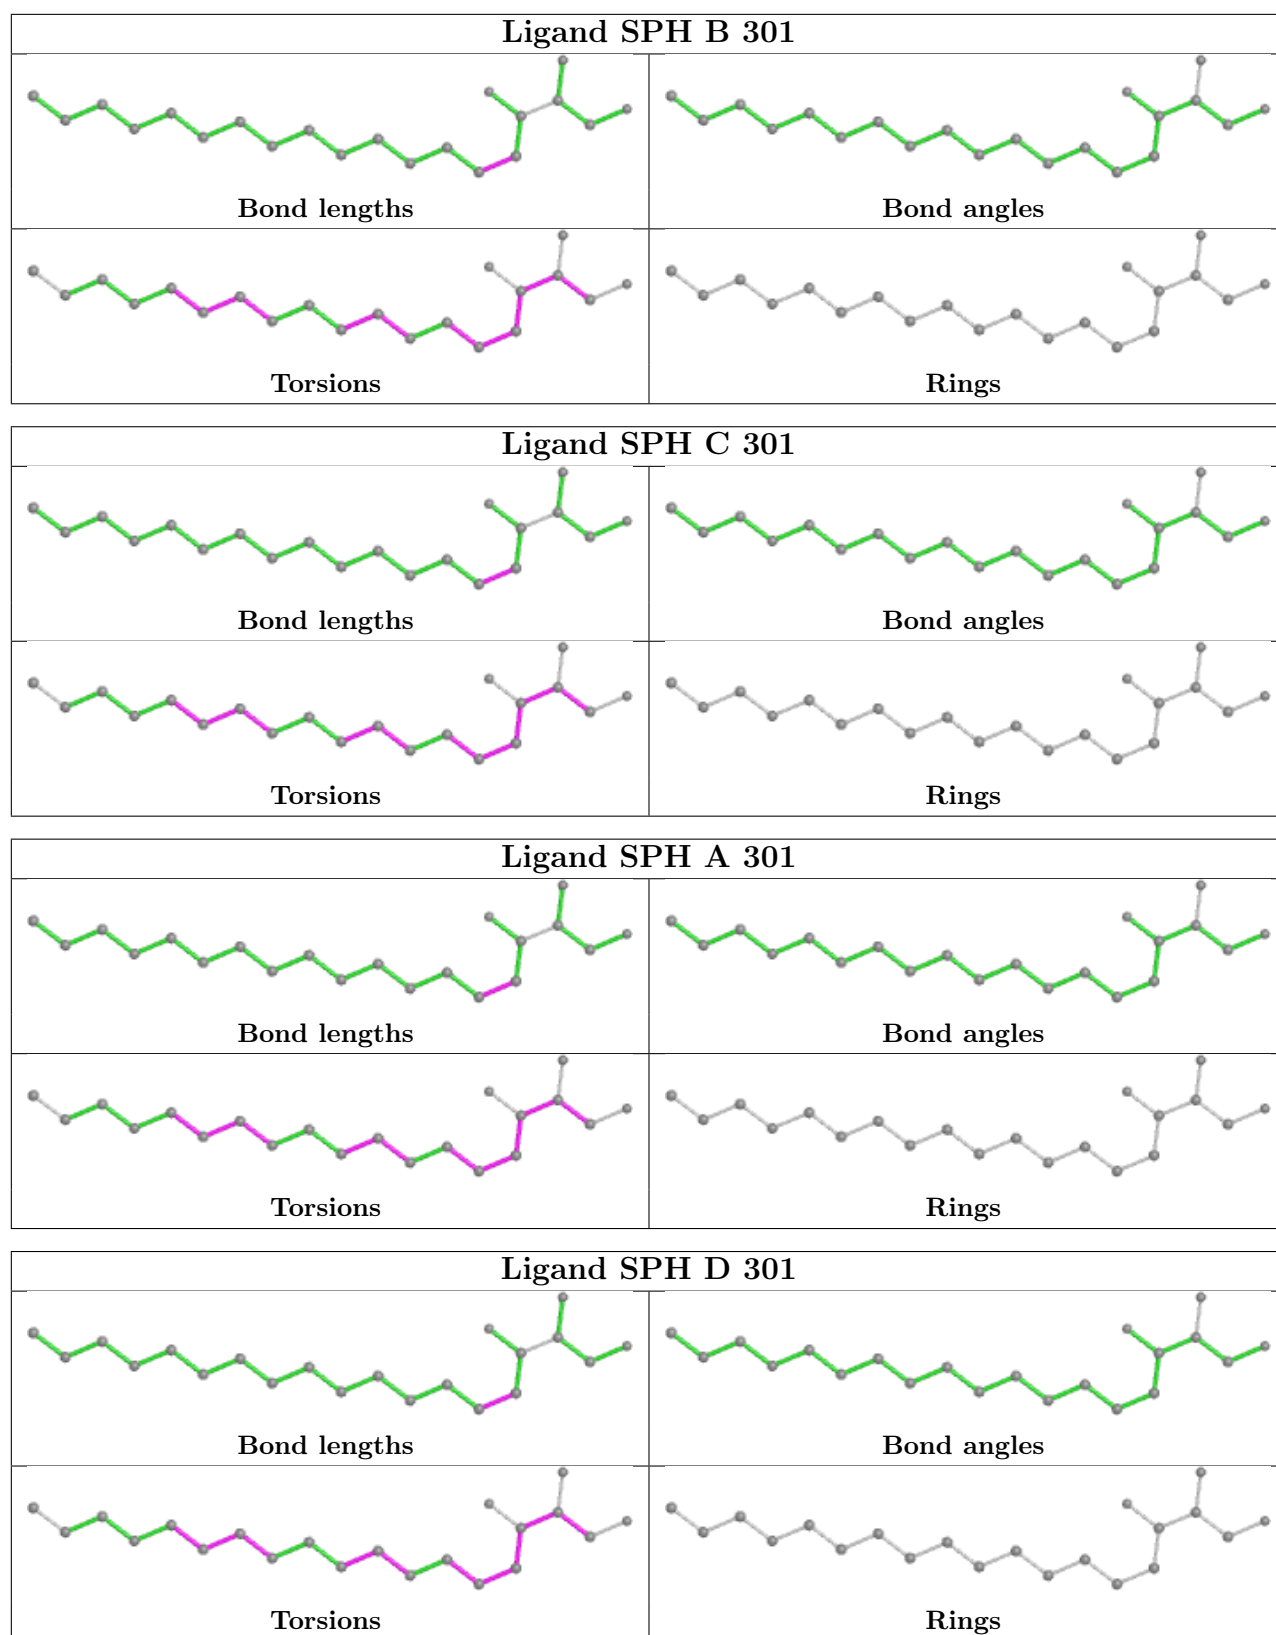 Ligand SPH B 301
Bond lengths
Bond angles
Torsions
Rings
Ligand SPH C 301
Bond lengths
Bond angles
Torsions
Rings
Ligand SPH A 301
Bond lengths
Bond angles
Torsions
Rings
Ligand SPH D 301
Bond lengths
Bond angles
Torsions
Rings